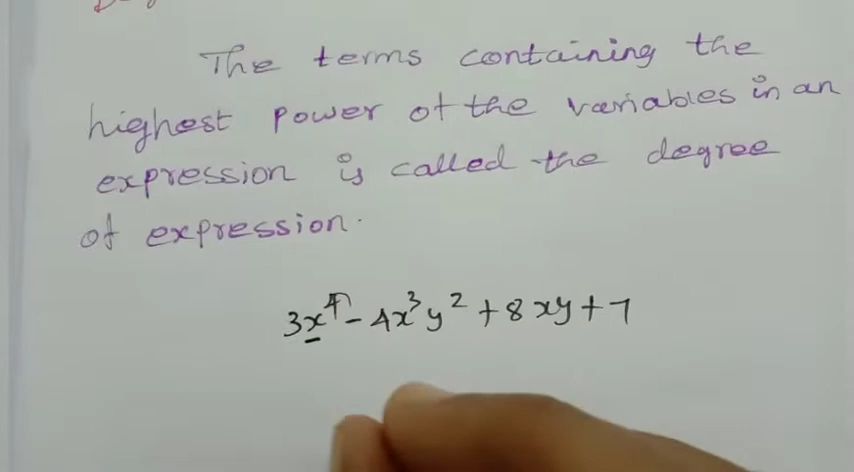 The terms containing the
highest power of the variables in an
expression is called the degree
of expression.
3x⁴ - 4x³y² + 8xy + 7